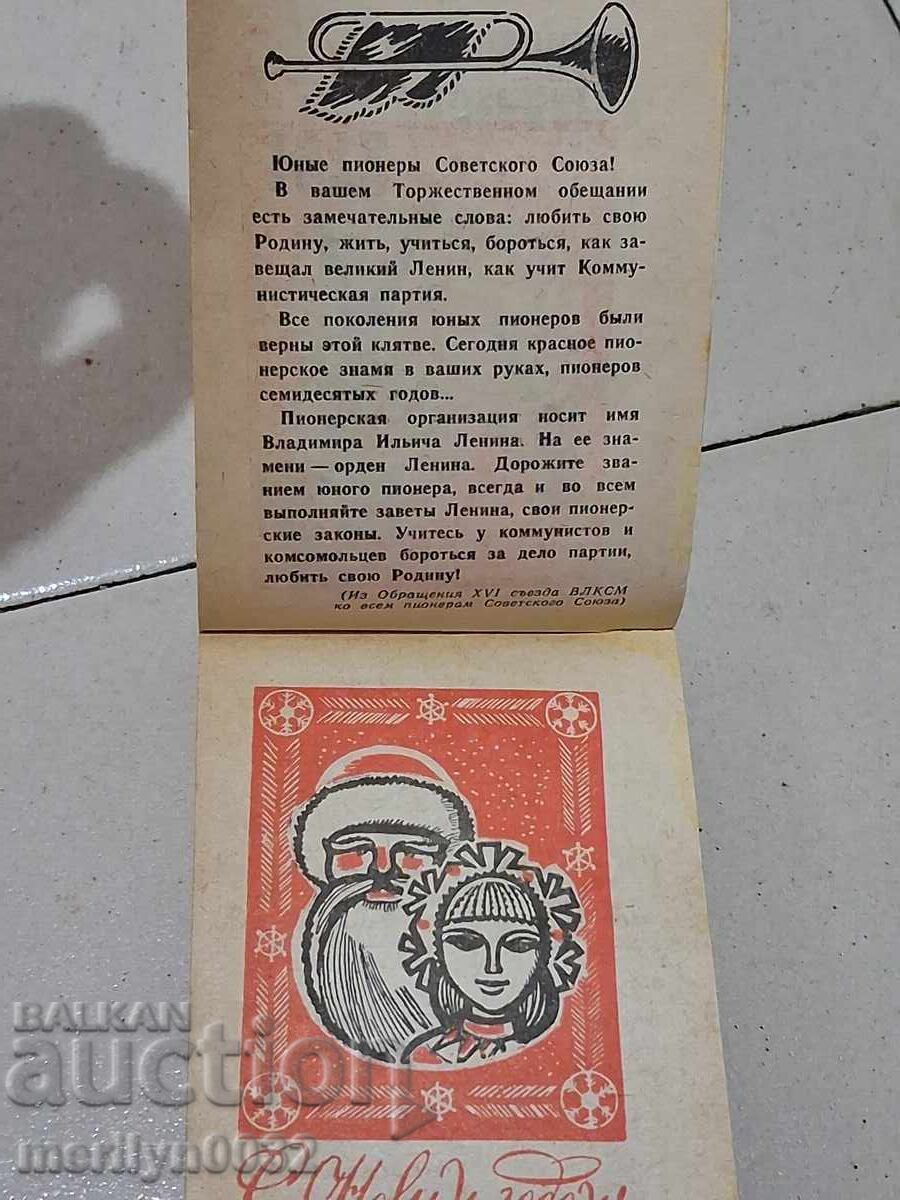 Юные пионеры Советского Союза!
В вашем Торжественном обещании
есть замечательные слова: любить свою
Родину, жить, учиться, бороться, как за-
вещал великий Ленин, как учит Комму-
нистическая партия.
Все поколения юных пионеров были
верны этой клятве. Сегодня красное пио-
нерское знамя в ваших руках, пионеров
семидесятых годов...
Пионерская организация носит имя
Владимира Ильича Ленина. На ее зна-
мени — орден Ленина. Дорожите зва-
нием юного пионера, всегда и во всем
выполняйте заветы Ленина, свои пионер-
ские законы. Учитесь у коммунистов и
комсомольцев бороться за дело партии,
любить свою Родину!
(Из Обращения XVI съезда ВЛКСМ
ко всем пионерам Советского Союза)
BALKAN
auction
merilyn0032
С Новым годом